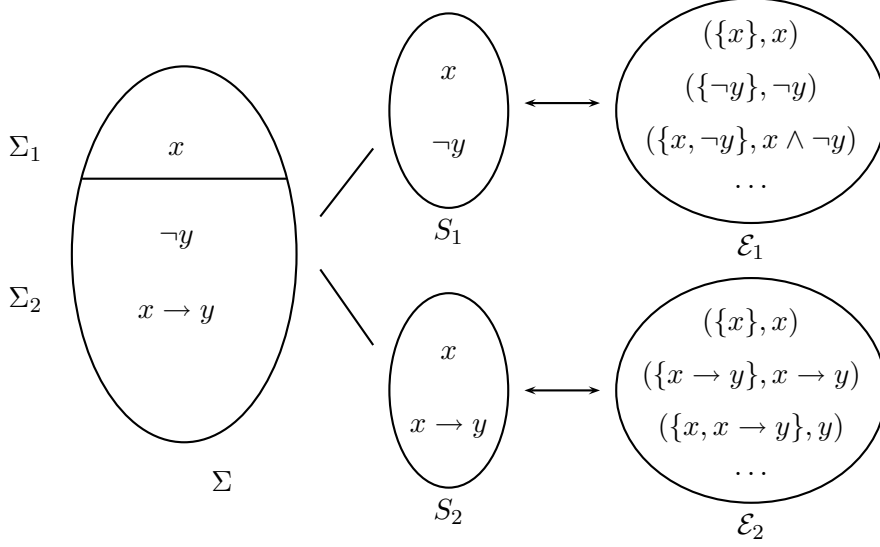 Σ₁
x
Σ₂
¬y
x → y
Σ
x
¬y
S₁
x
x → y
S₂
({x}, x)
({¬y}, ¬y)
({x, ¬y}, x ∧ ¬y)
...
ℰ₁
({x}, x)
({x → y}, x → y)
({x, x → y}, y)
...
ℰ₂